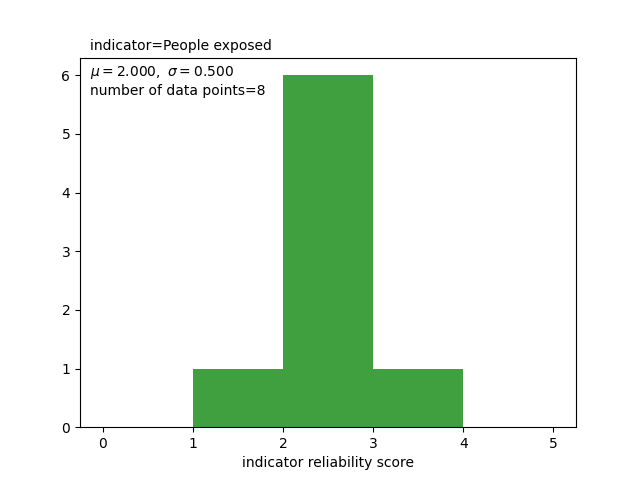 indicator=People exposed
μ = 2.000, σ = 0.500
number of data points=8
6
5
4
3
2
1
0
0 1 2 3 4 5
indicator reliability score